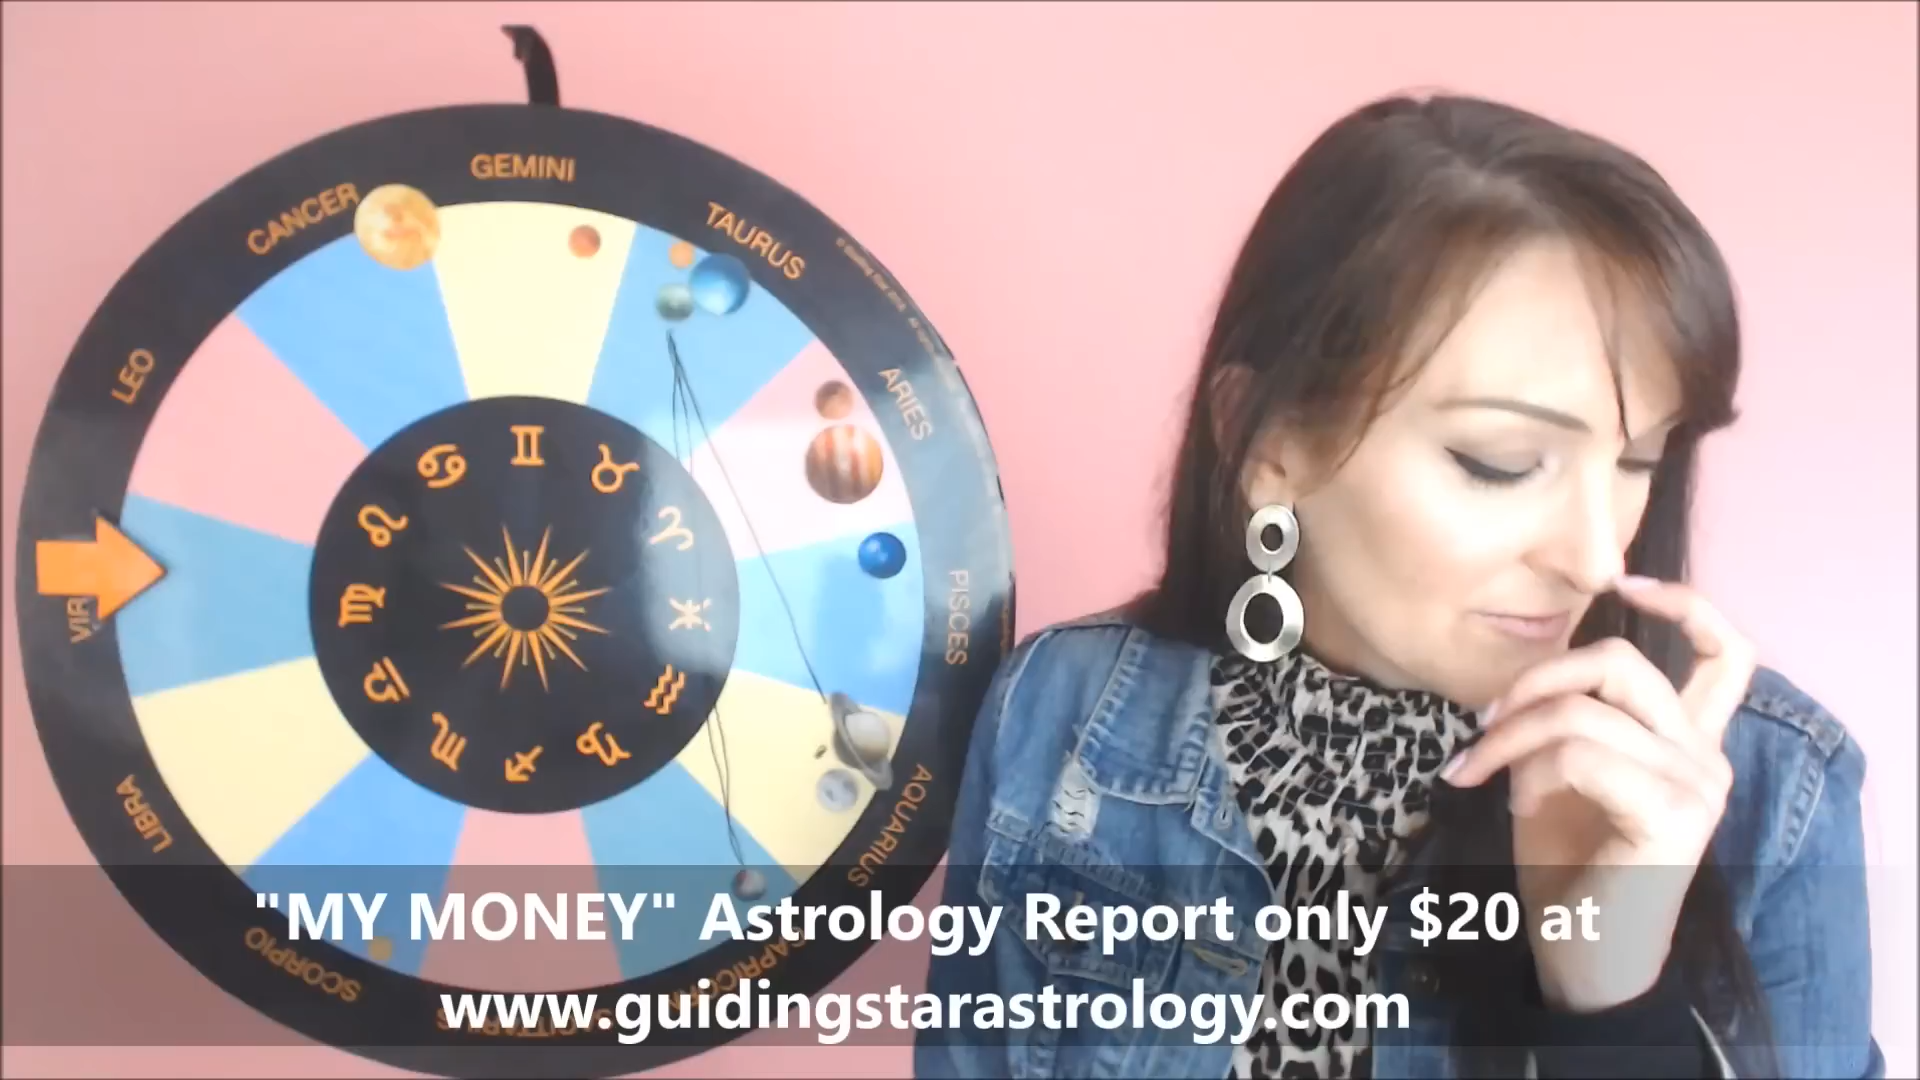 GEMINI
CANCER
TAURUS
LEO
ARIES
VIR
PISCES
LIBRA
AQUARIUS
SCORPIO
"MY MONEY" Astrology Report only $20 at
www.guidingstarastrology.com